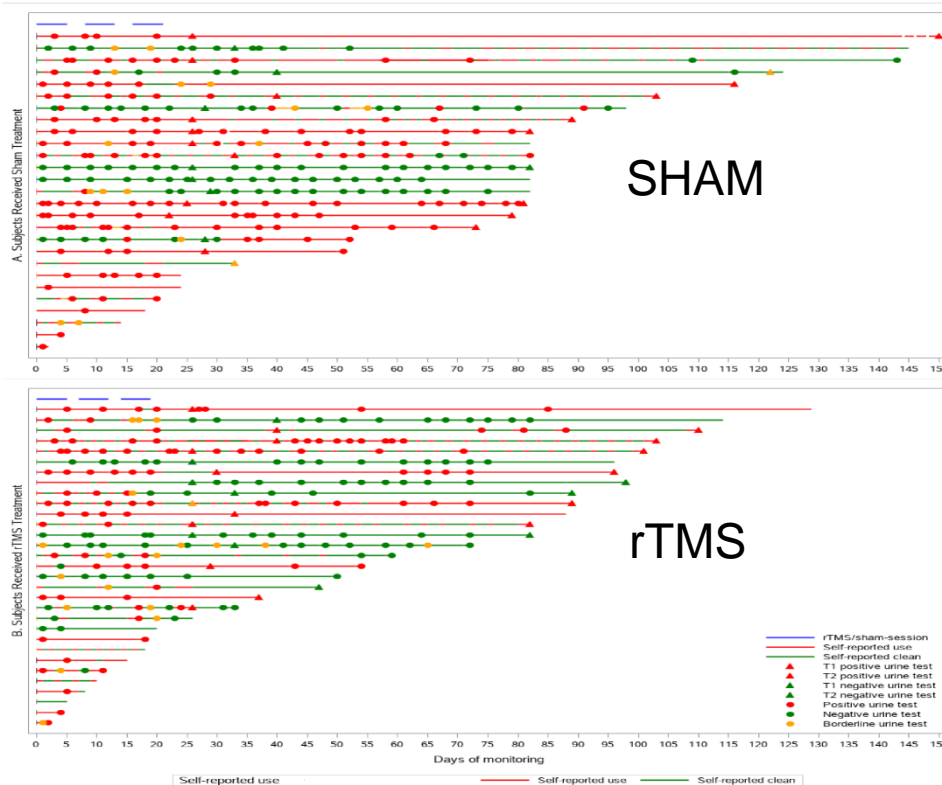 A. Subjects Received Sham Treatment
SHAM
0 5 10 15 20 25 30 35 40 45 50 55 60 65 70 75 80 85 90 95 100 105 110 115 120 125 130 135 140 145
B. Subjects Received rTMS Treatment
rTMS
rTMS/sham-session
Self-reported use
Self-reported clean
T1 positive urine test
T2 positive urine test
T1 negative urine test
T2 negative urine test
Positive urine test
Negative urine test
Borderline urine test
0 5 10 15 20 25 30 35 40 45 50 55 60 65 70 75 80 85 90 95 100 105 110 115 120 125 130 135 140 145
Days of monitoring
Self-reported use Self-reported use Self-reported clean